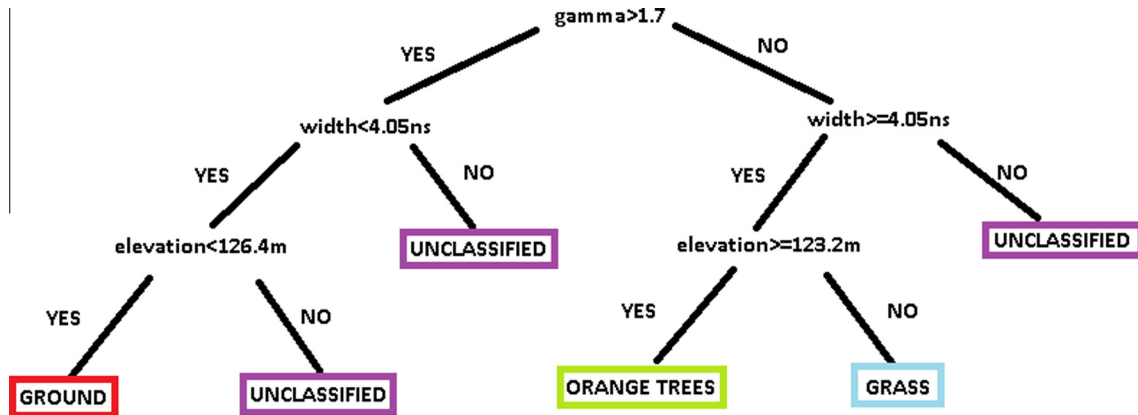 gamma>1.7
YES
NO
width<4.05ns
width>=4.05ns
YES
NO
YES
NO
elevation<126.4m
UNCLASSIFIED
elevation>=123.2m
UNCLASSIFIED
YES
NO
YES
NO
GROUND
UNCLASSIFIED
ORANGE TREES
GRASS